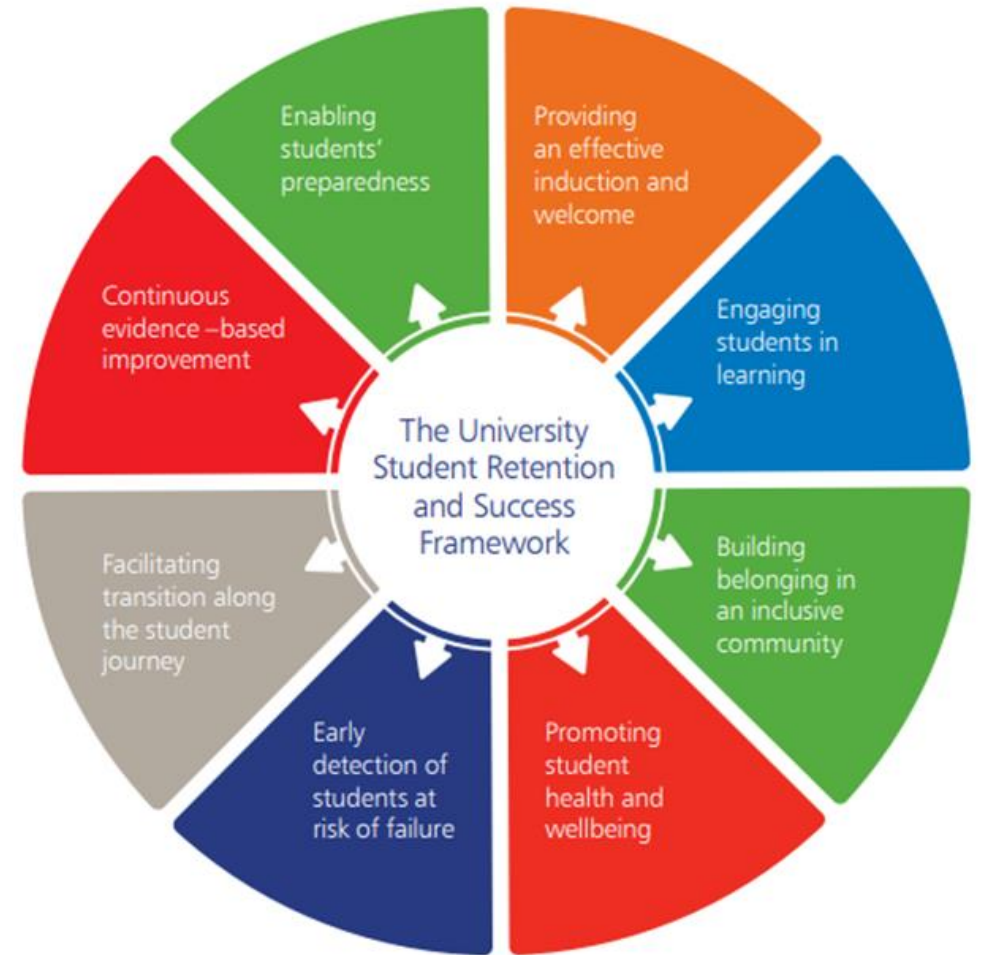 Enabling
students’
preparedness
Providing
an effective
induction and
welcome
Engaging
students in
learning
Building
belonging in
an inclusive
community
Promoting
student
health and
wellbeing
Early
detection of
students at
risk of failure
Facilitating
transition along
the student
journey
Continuous
evidence –based
improvement
The University
Student Retention
and Success
Framework